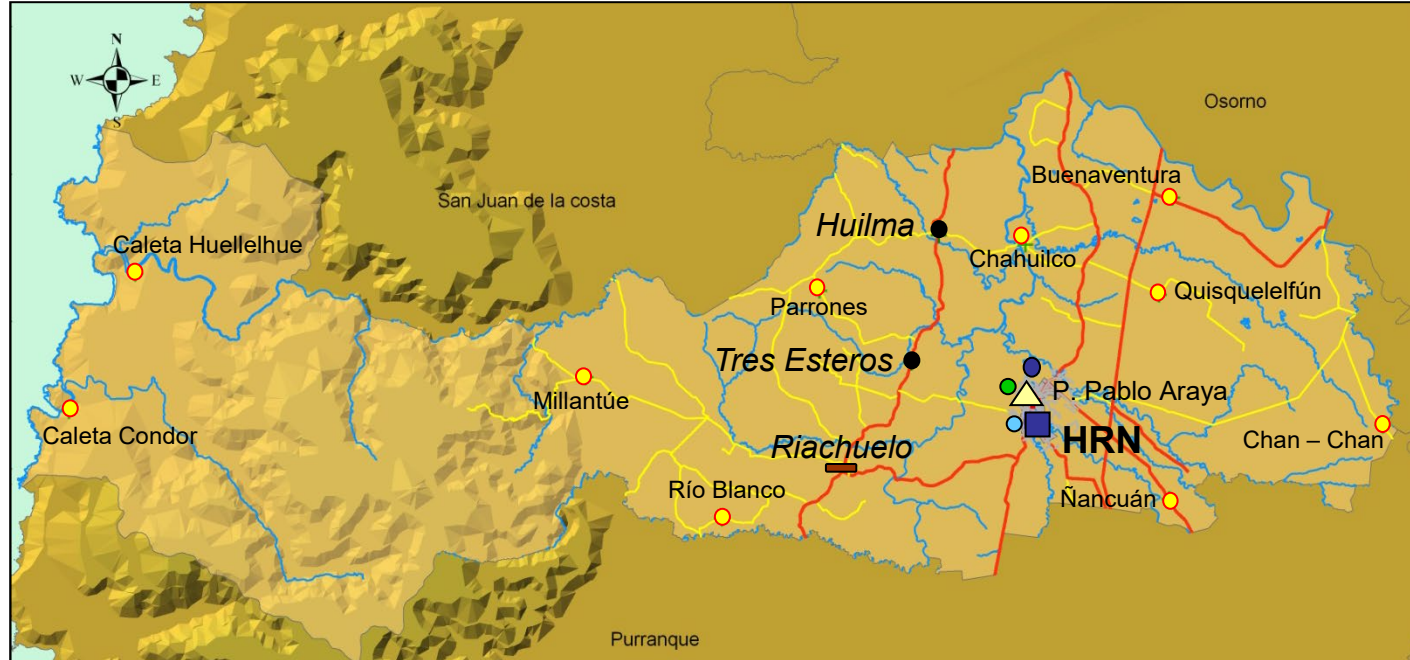 N
W E
S
Osorno
Buenaventura
San Juan de la costa
Huilma
Caleta Huellelhue
Chahuilco
Parrones
Quisquelelfún
Tres Esteros
Millantúe
P. Pablo Araya
Caleta Condor
HRN
Chan – Chan
Riachuelo
Río Blanco
Ñancuán
Purranque